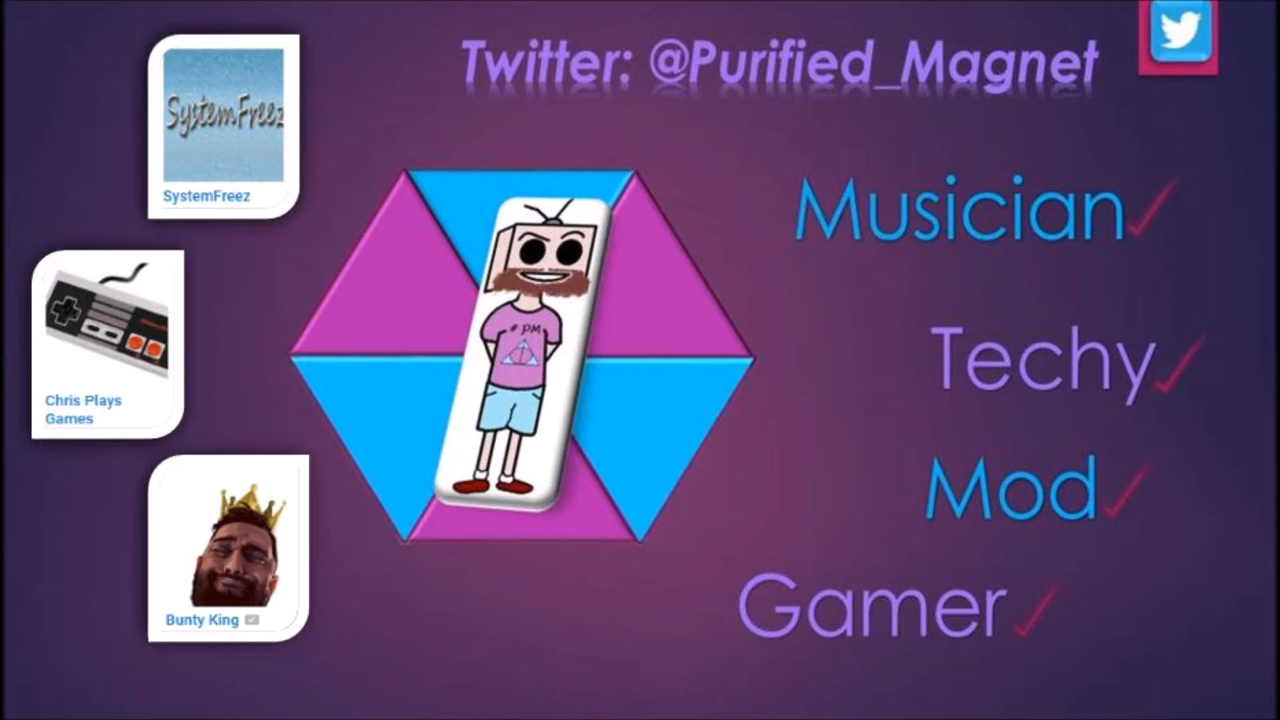 Twitter: @Purified_Magnet
SystemFreez
SystemFreez
Chris Plays
Games
Bunty King
# PM
Musician
Techy
Mod
Gamer